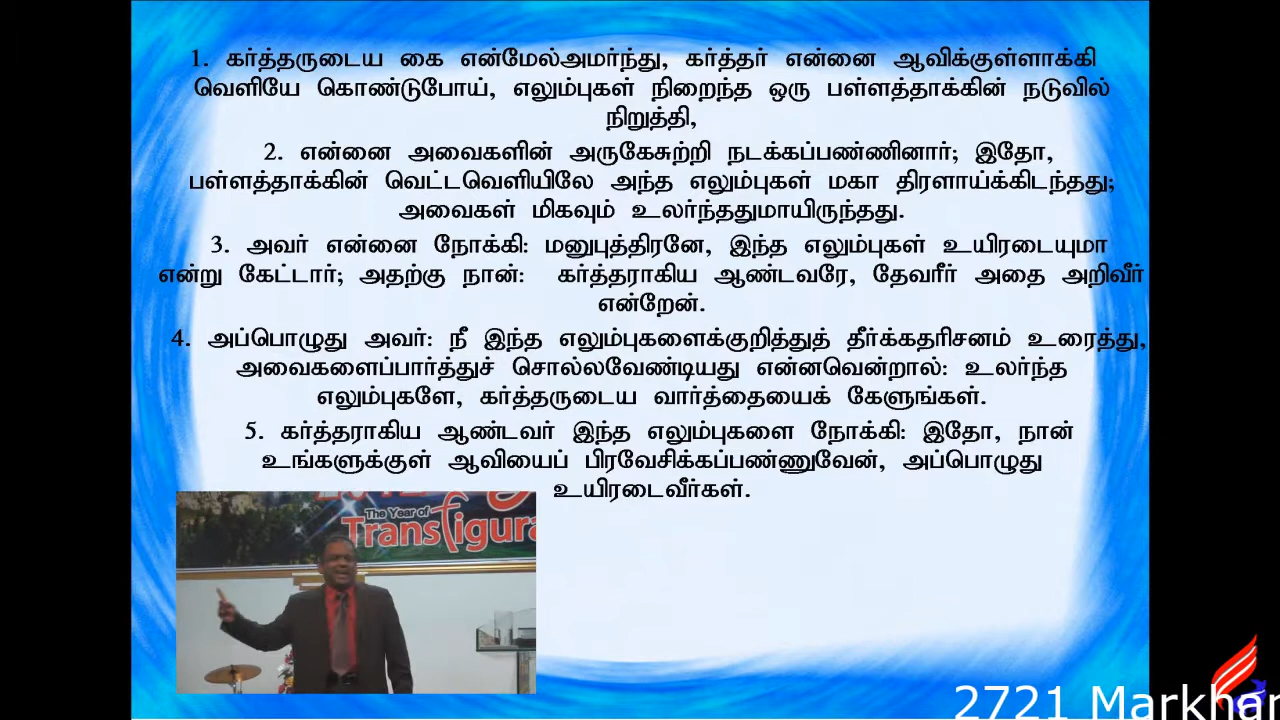 1. கர்த்தருடைய கை என்மேல்அமர்ந்து, கர்த்தர் என்னை ஆவிக்குள்ளாக்கி
வெளியே கொண்டுபோய், எலும்புகள் நிறைந்த ஒரு பள்ளத்தாக்கின் நடுவில்
நிறுத்தி,
2. என்னை அவைகளின் அருகேசுற்றி நடக்கப்பண்ணினார்; இதோ,
பள்ளத்தாக்கின் வெட்டவெளியிலே அந்த எலும்புகள் மகா திரளாய்க்கிடந்தது;
அவைகள் மிகவும் உலர்ந்ததுமாயிருந்தது.
3. அவர் என்னை நோக்கி: மனுபுத்திரனே, இந்த எலும்புகள் உயிரடையுமா
என்று கேட்டார்; அதற்கு நான்: கர்த்தராகிய ஆண்டவரே, தேவரீர் அதை அறிவீர்
என்றேன்.
4. அப்பொழுது அவர்: நீ இந்த எலும்புகளைக்குறித்துத் தீர்க்கதரிசனம் உரைத்து,
அவைகளைப்பார்த்துச் சொல்லவேண்டியது என்னவென்றால்: உலர்ந்த
எலும்புகளே, கர்த்தருடைய வார்த்தையைக் கேளுங்கள்.
5. கர்த்தராகிய ஆண்டவர் இந்த எலும்புகளை நோக்கி: இதோ, நான்
உங்களுக்குள் ஆவியைப் பிரவேசிக்கப்பண்ணுவேன், அப்பொழுது
உயிரடைவீர்கள்.
The Year of
Transfigura
2721 Markhar